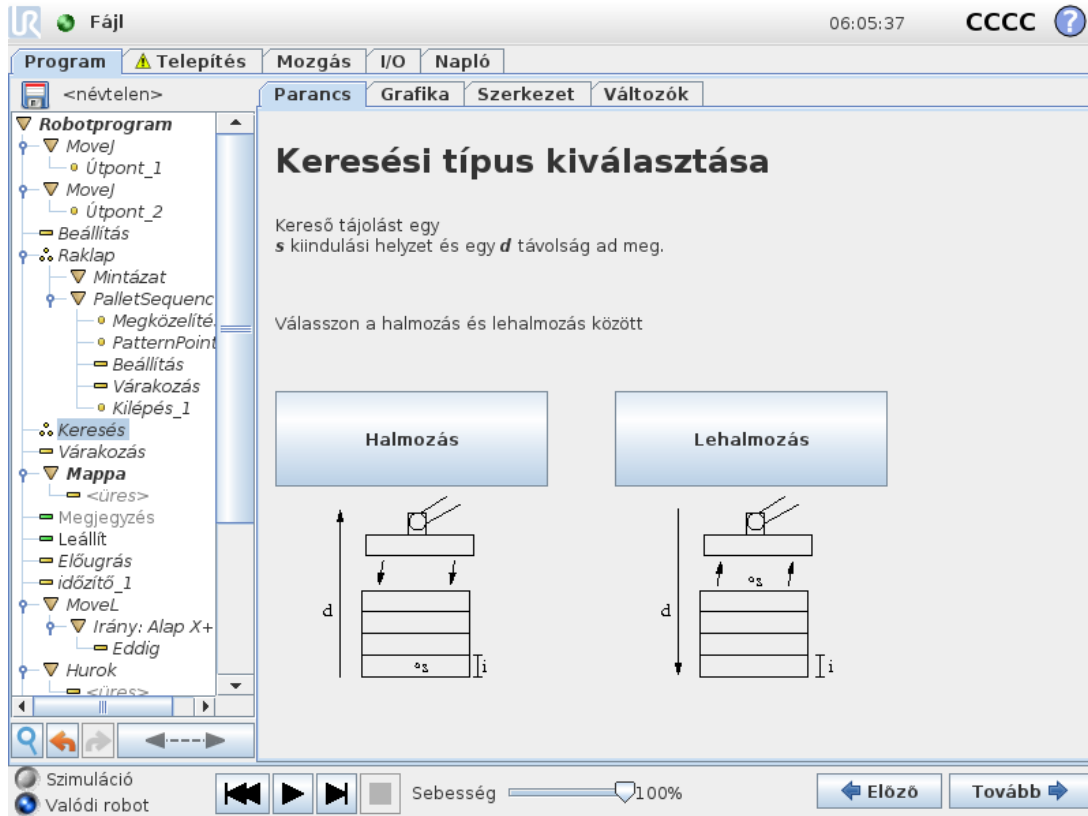 UR Fájl 06:05:37 CCCC ?
Program Telepítés Mozgás I/O Napló
<névtelen>
Parancs Grafika Szerkezet Változók
Robotprogram
MoveJ
Útpont_1
MoveJ
Útpont_2
Beállítás
Raklap
Mintázat
PalletSequenc
Megközelítés
PatternPoint
Beállítás
Várakozás
Kilépés_1
Keresés
Várakozás
Mappa
<üres>
Megjegyzés
Leállít
Előugrás
időzítő_1
MoveL
Irány: Alap X+
Eddig
Hurok
<üres>
Keresési típus kiválasztása
Kereső tájolást egy
s kiindulási helyzet és egy d távolság ad meg.
Válasszon a halmozás és lehalmozás között
Halmozás
Lehalmozás
d
s
i
d
s
i
Szimuláció
Valódi robot
Sebesség 100%
Előző
Tovább